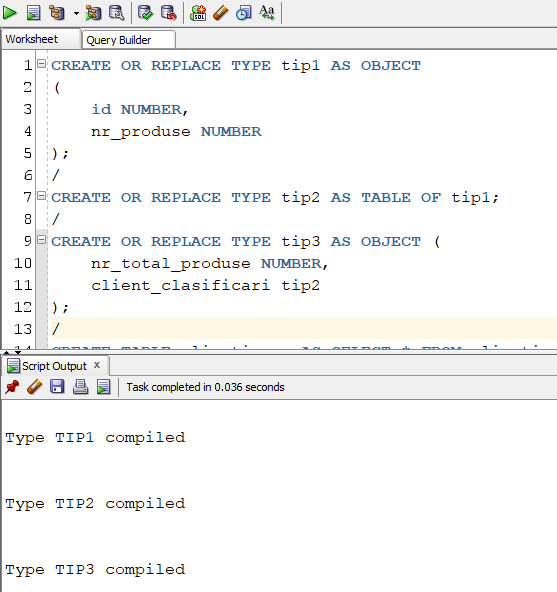 SQL
Aa
Worksheet Query Builder
1 CREATE OR REPLACE TYPE tip1 AS OBJECT
2 (
3 id NUMBER,
4 nr_produse NUMBER
5 );
6 /
7 CREATE OR REPLACE TYPE tip2 AS TABLE OF tip1;
8 /
9 CREATE OR REPLACE TYPE tip3 AS OBJECT (
10 nr_total_produse NUMBER,
11 client_clasificari tip2
12 );
13 /
Script Output x
Task completed in 0.036 seconds
Type TIP1 compiled
Type TIP2 compiled
Type TIP3 compiled